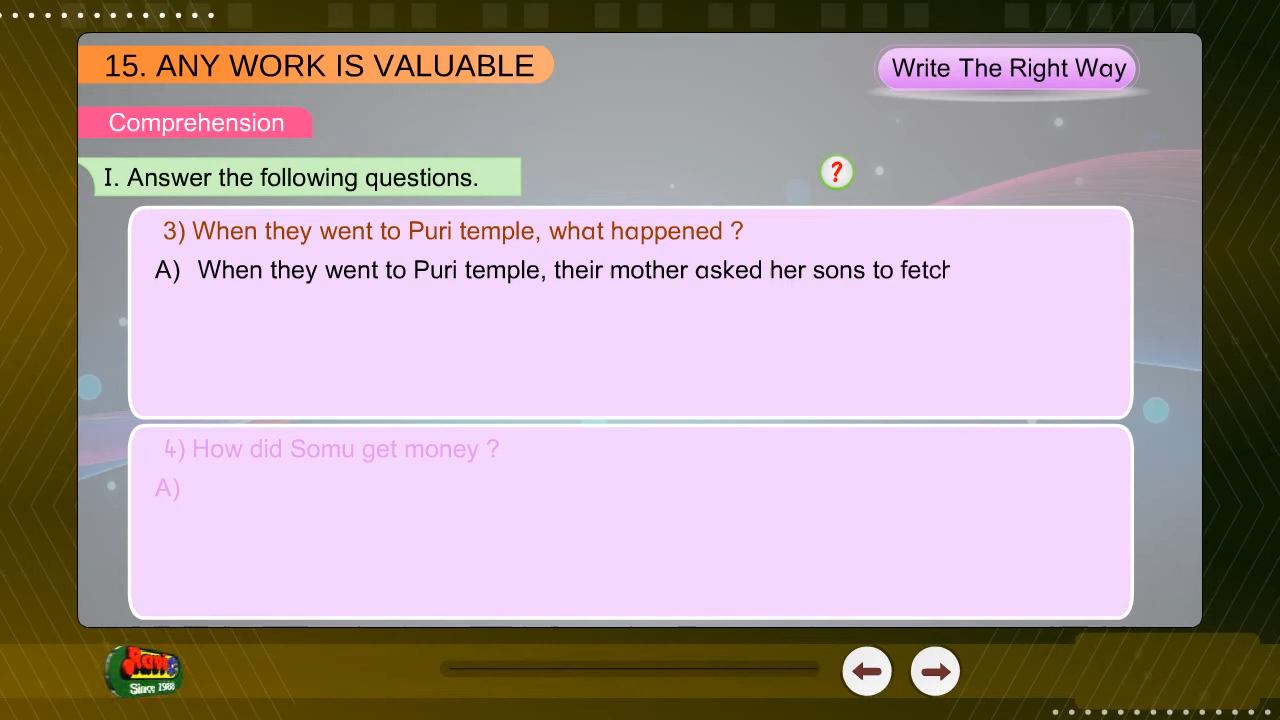 15. ANY WORK IS VALUABLE
Write The Right Way
Comprehension
I. Answer the following questions.
?
3) When they went to Puri temple, what happened ?
A) When they went to Puri temple, their mother asked her sons to fetch
4) How did Somu get money ?
A)
Since 1988